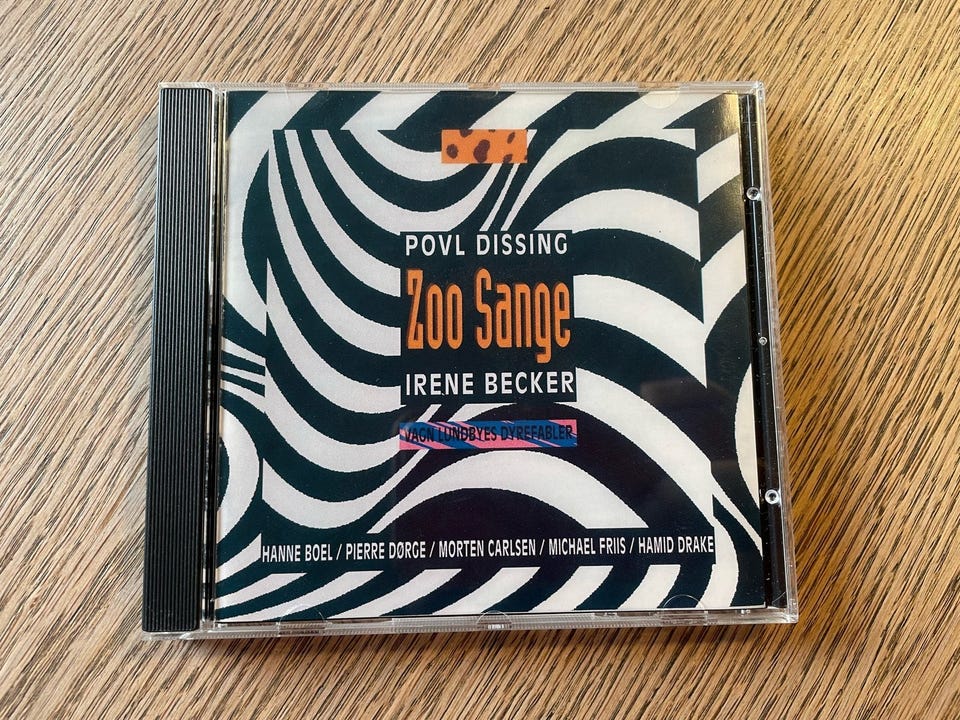 POVL DISSING
Zoo Sange
IRENE BECKER
VAGN LUNDBYES DYREFABLER
HANNE BOEL / PIERRE DØRGE / MORTEN CARLSEN / MICHAEL FRIIS / HAMID DRAKE